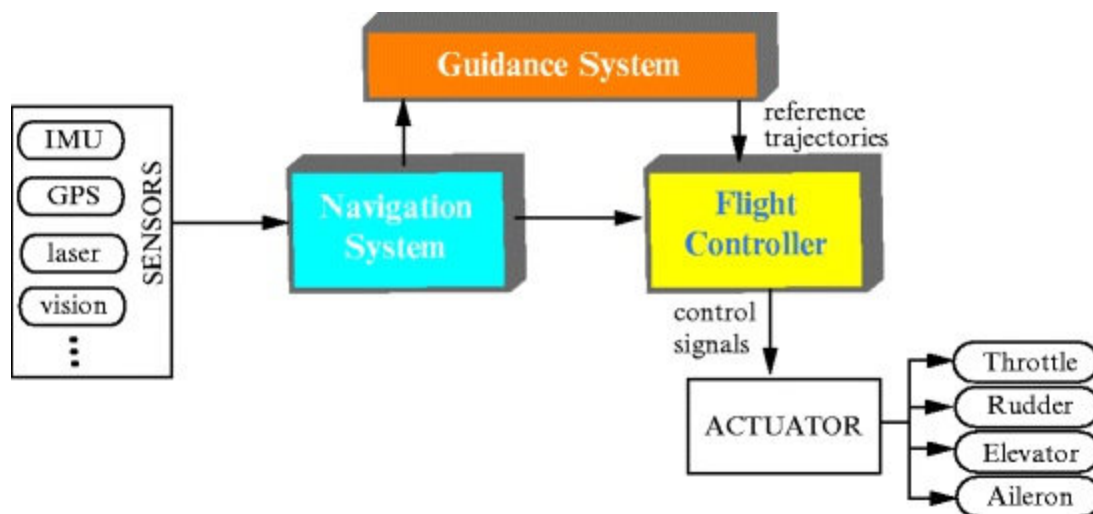 Guidance System
reference
trajectories
SENSORS
IMU
GPS
laser
vision
Navigation
System
Flight
Controller
control
signals
ACTUATOR
Throttle
Rudder
Elevator
Aileron